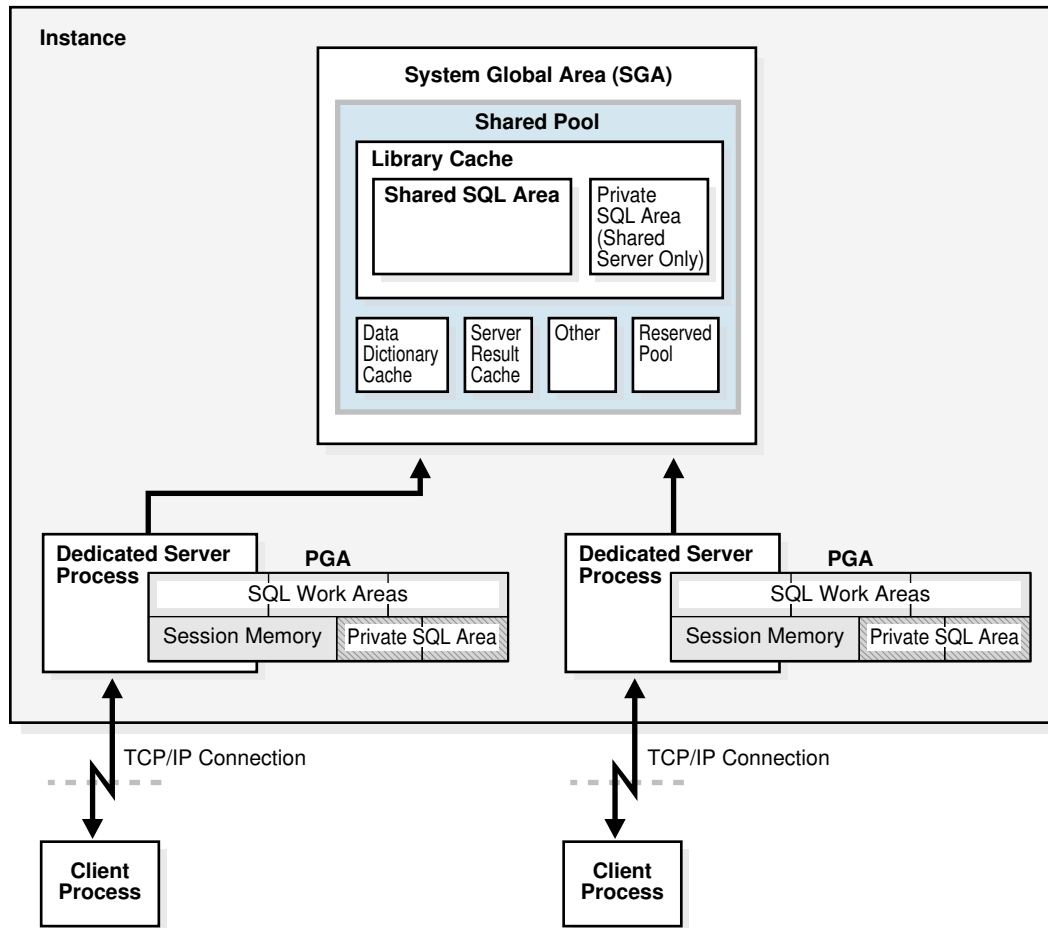 Instance
System Global Area (SGA)
Shared Pool
Library Cache
Shared SQL Area
Private
SQL Area
(Shared
Server Only)
Data
Dictionary
Cache
Server
Result
Cache
Other
Reserved
Pool
Dedicated Server
Process
PGA
SQL Work Areas
Session Memory
Private SQL Area
Dedicated Server
Process
PGA
SQL Work Areas
Session Memory
Private SQL Area
TCP/IP Connection
TCP/IP Connection
Client
Process
Client
Process